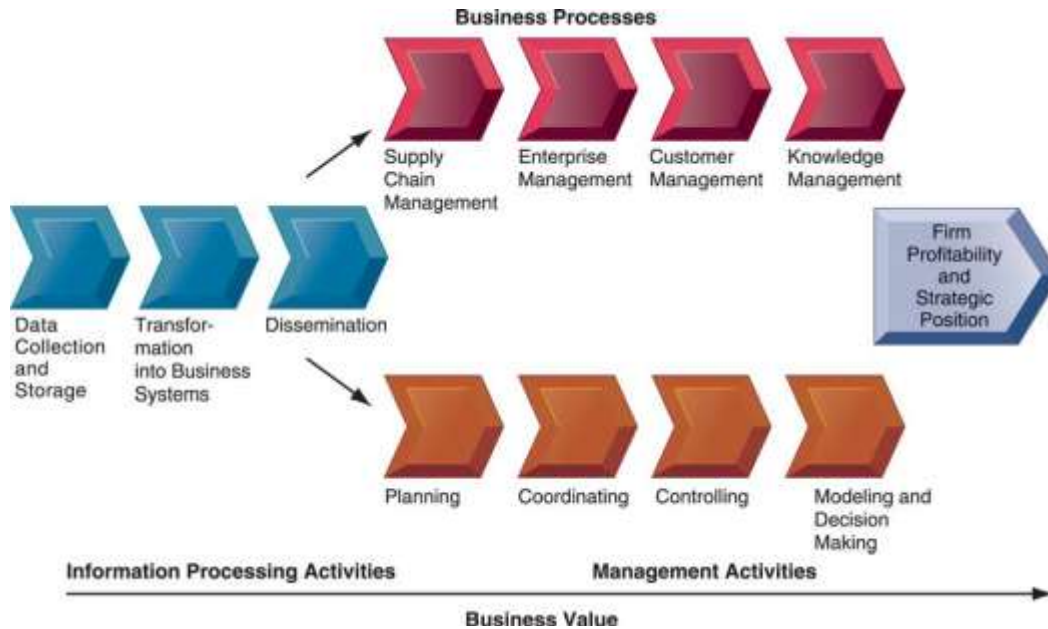 Business Processes
Supply
Chain
Management
Enterprise
Management
Customer
Management
Knowledge
Management
Data
Collection
and
Storage
Transfor-
mation
into Business
Systems
Dissemination
Firm
Profitability
and
Strategic
Position
Planning
Coordinating
Controlling
Modeling and
Decision
Making
Information Processing Activities
Management Activities
Business Value